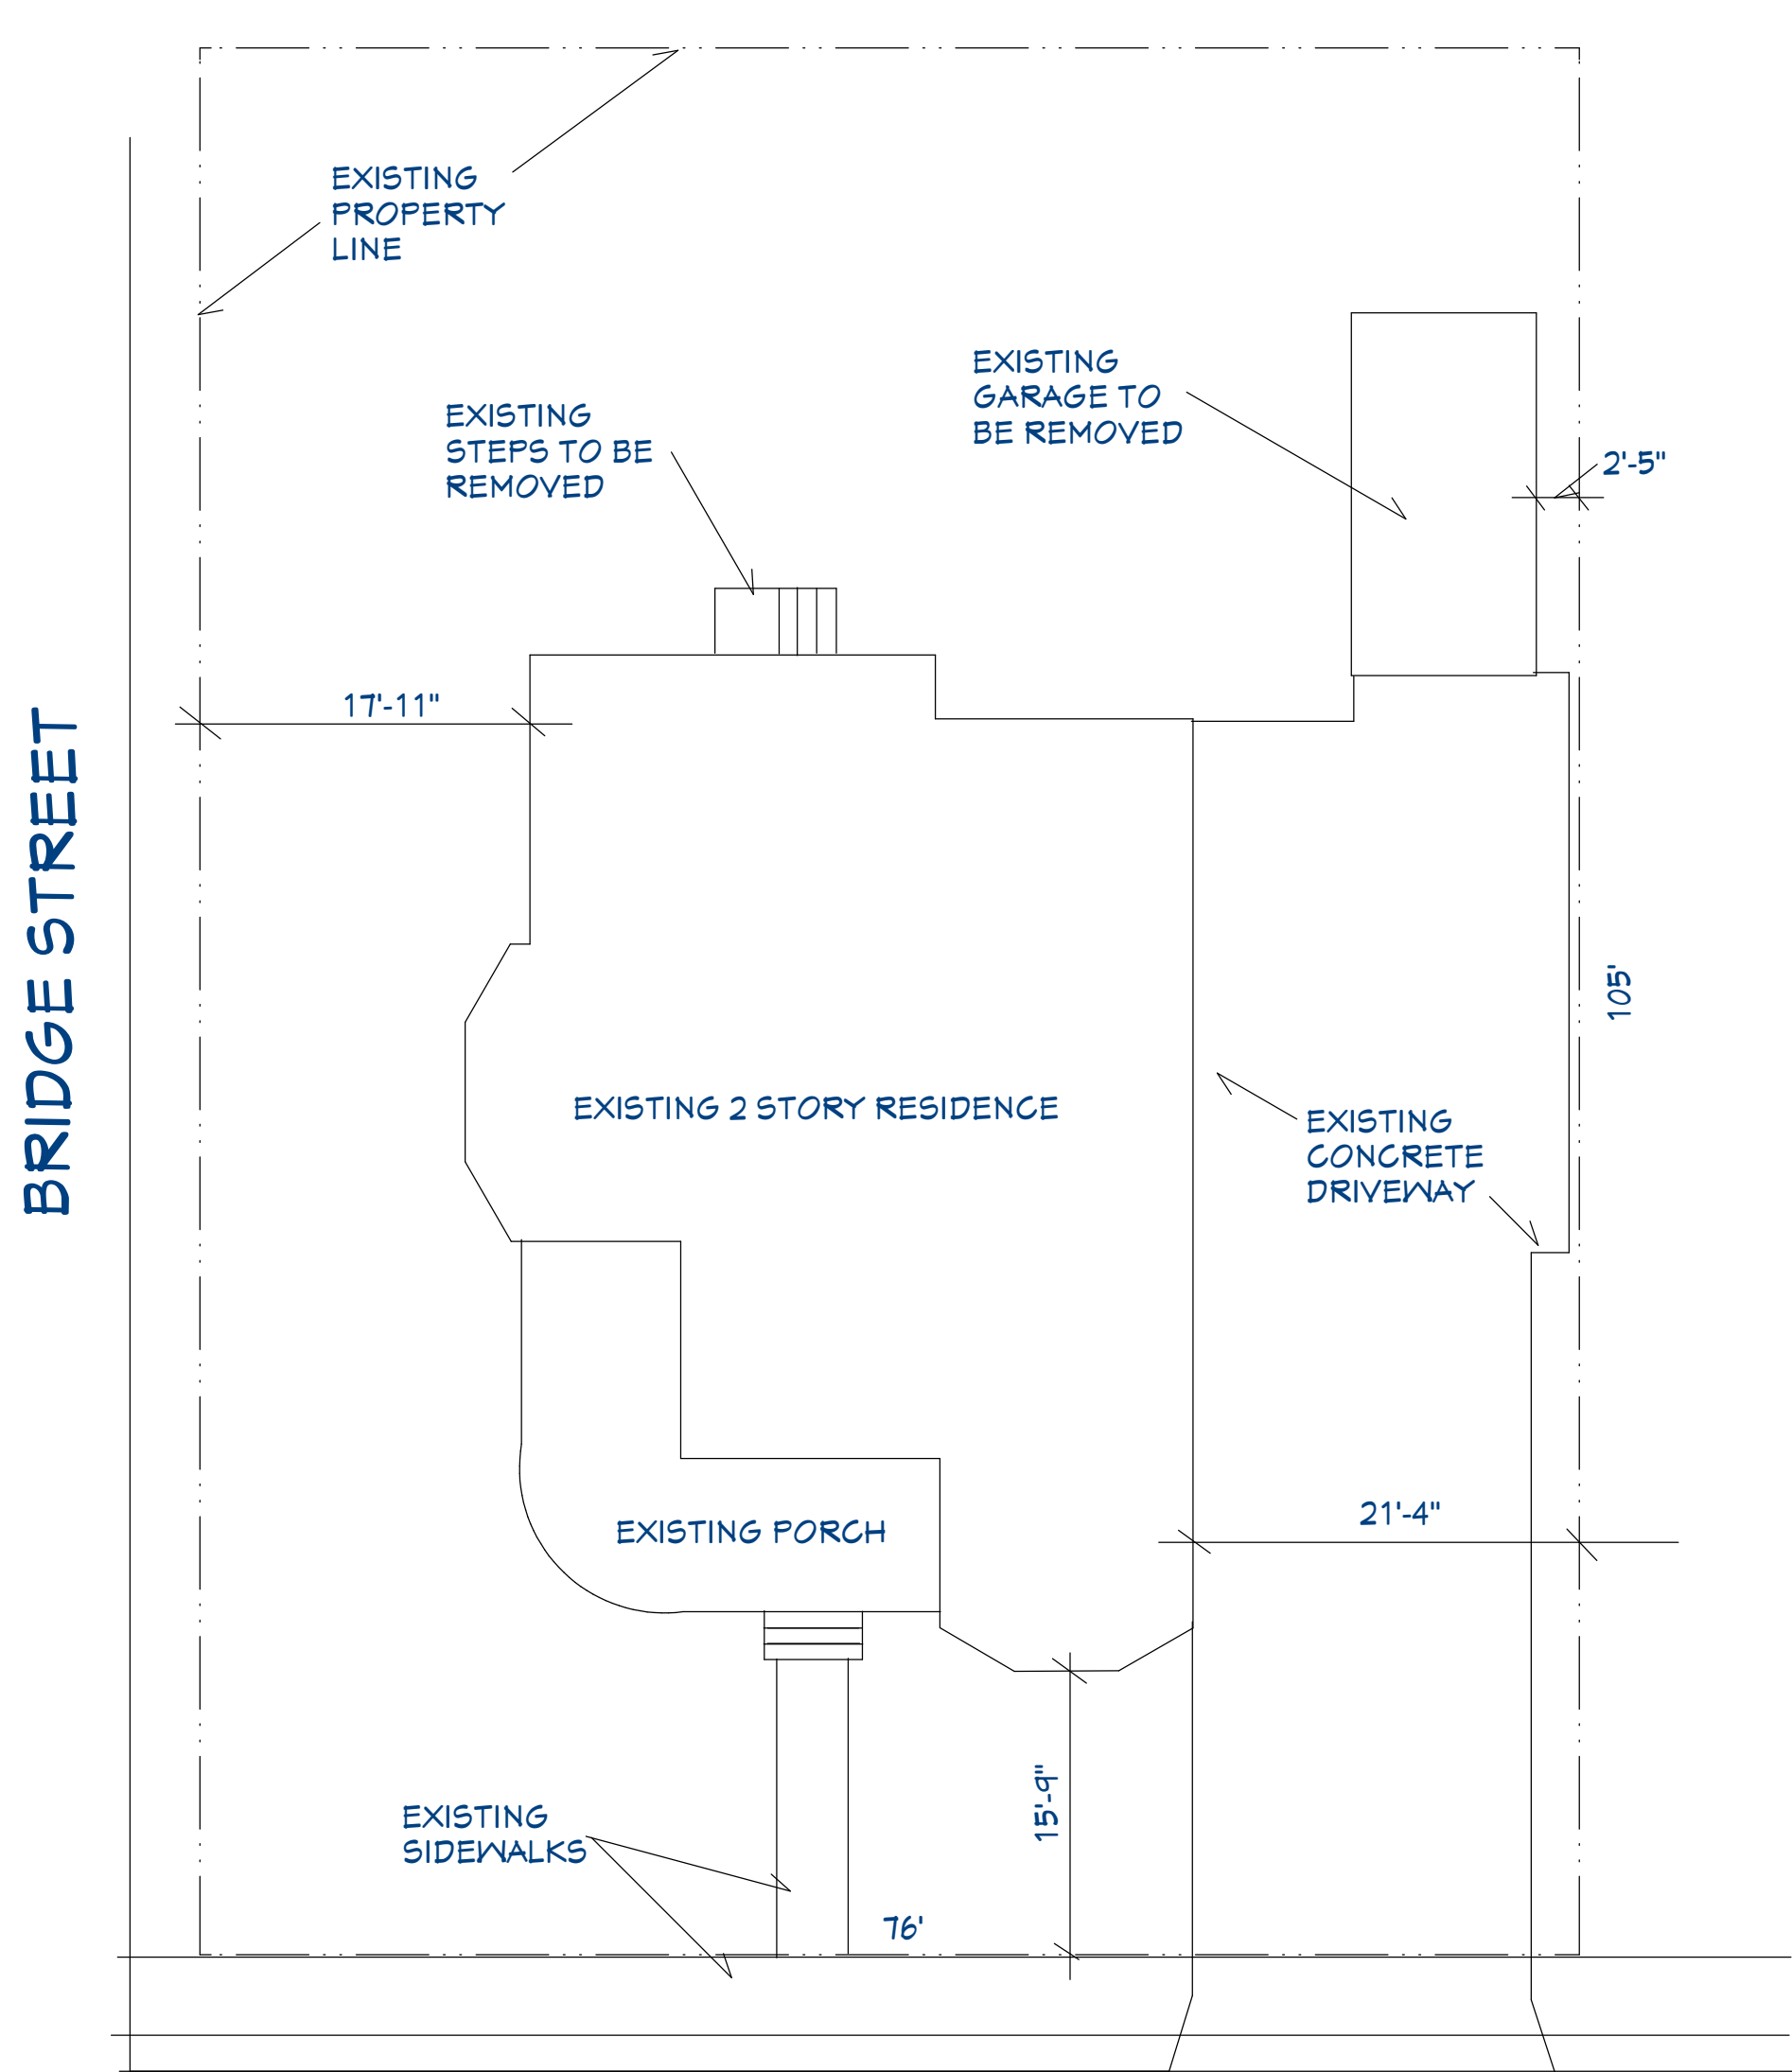 EXISTING
PROPERTY
LINE
EXISTING
GARAGE TO
BE REMOVED
EXISTING
STEPS TO BE
REMOVED
2'-5"
17'-11"
BRIDGE STREET
105'
EXISTING 2 STORY RESIDENCE
EXISTING
CONCRETE
DRIVEWAY
21'-4"
EXISTING PORCH
15'-9"
EXISTING
SIDEWALKS
76'